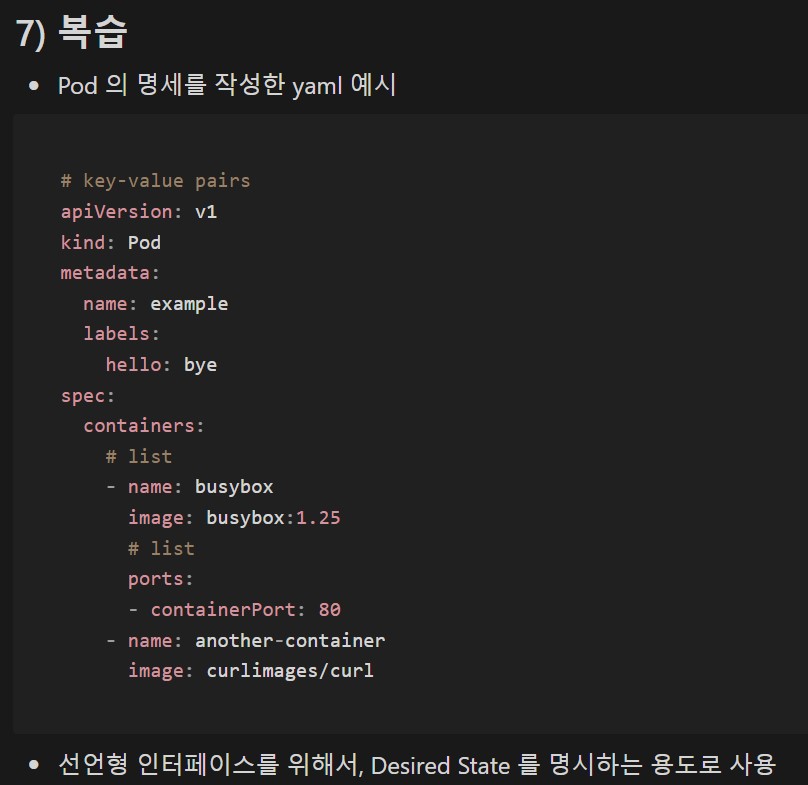 7) 복습
• Pod 의 명세를 작성한 yaml 예시
# key-value pairs
apiVersion: v1
kind: Pod
metadata:
  name: example
  labels:
    hello: bye
spec:
  containers:
    # list
    - name: busybox
      image: busybox:1.25
      # list
      ports:
      - containerPort: 80
    - name: another-container
      image: curlimages/curl
• 선언형 인터페이스를 위해서, Desired State 를 명시하는 용도로 사용